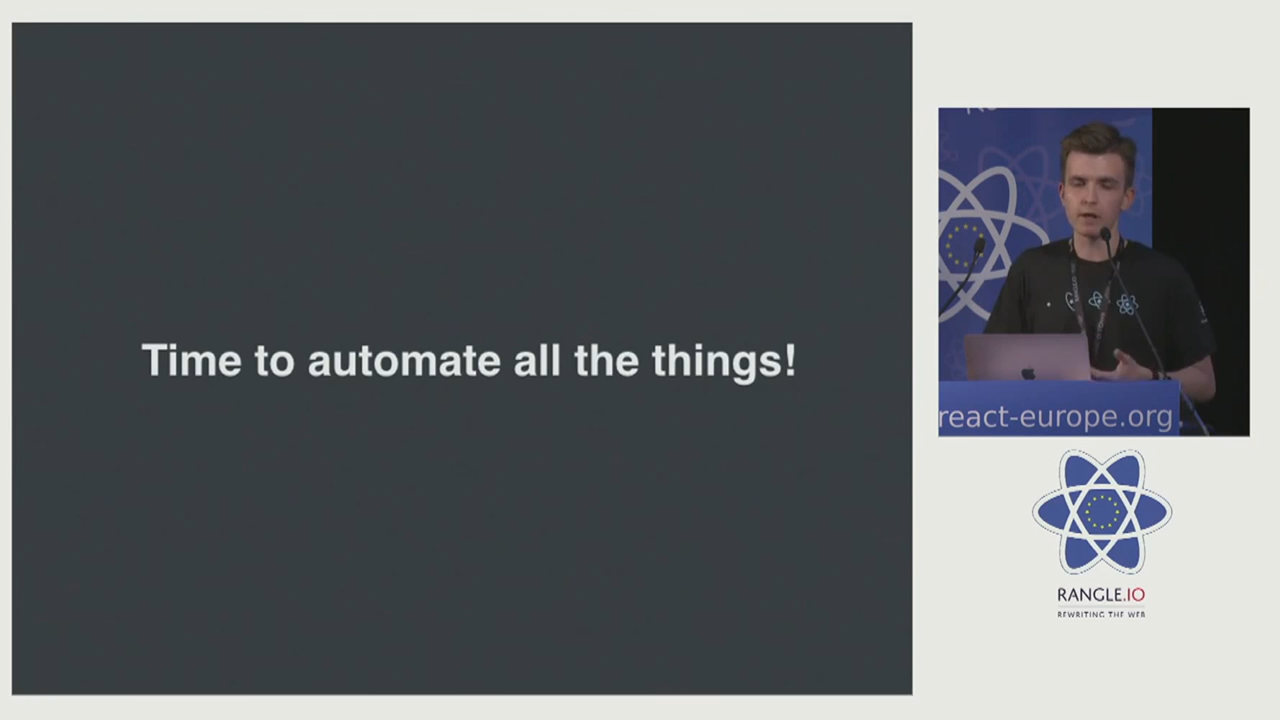 Time to automate all the things!
react-europe.org
RANGLE.IO
REWRITING THE WEB